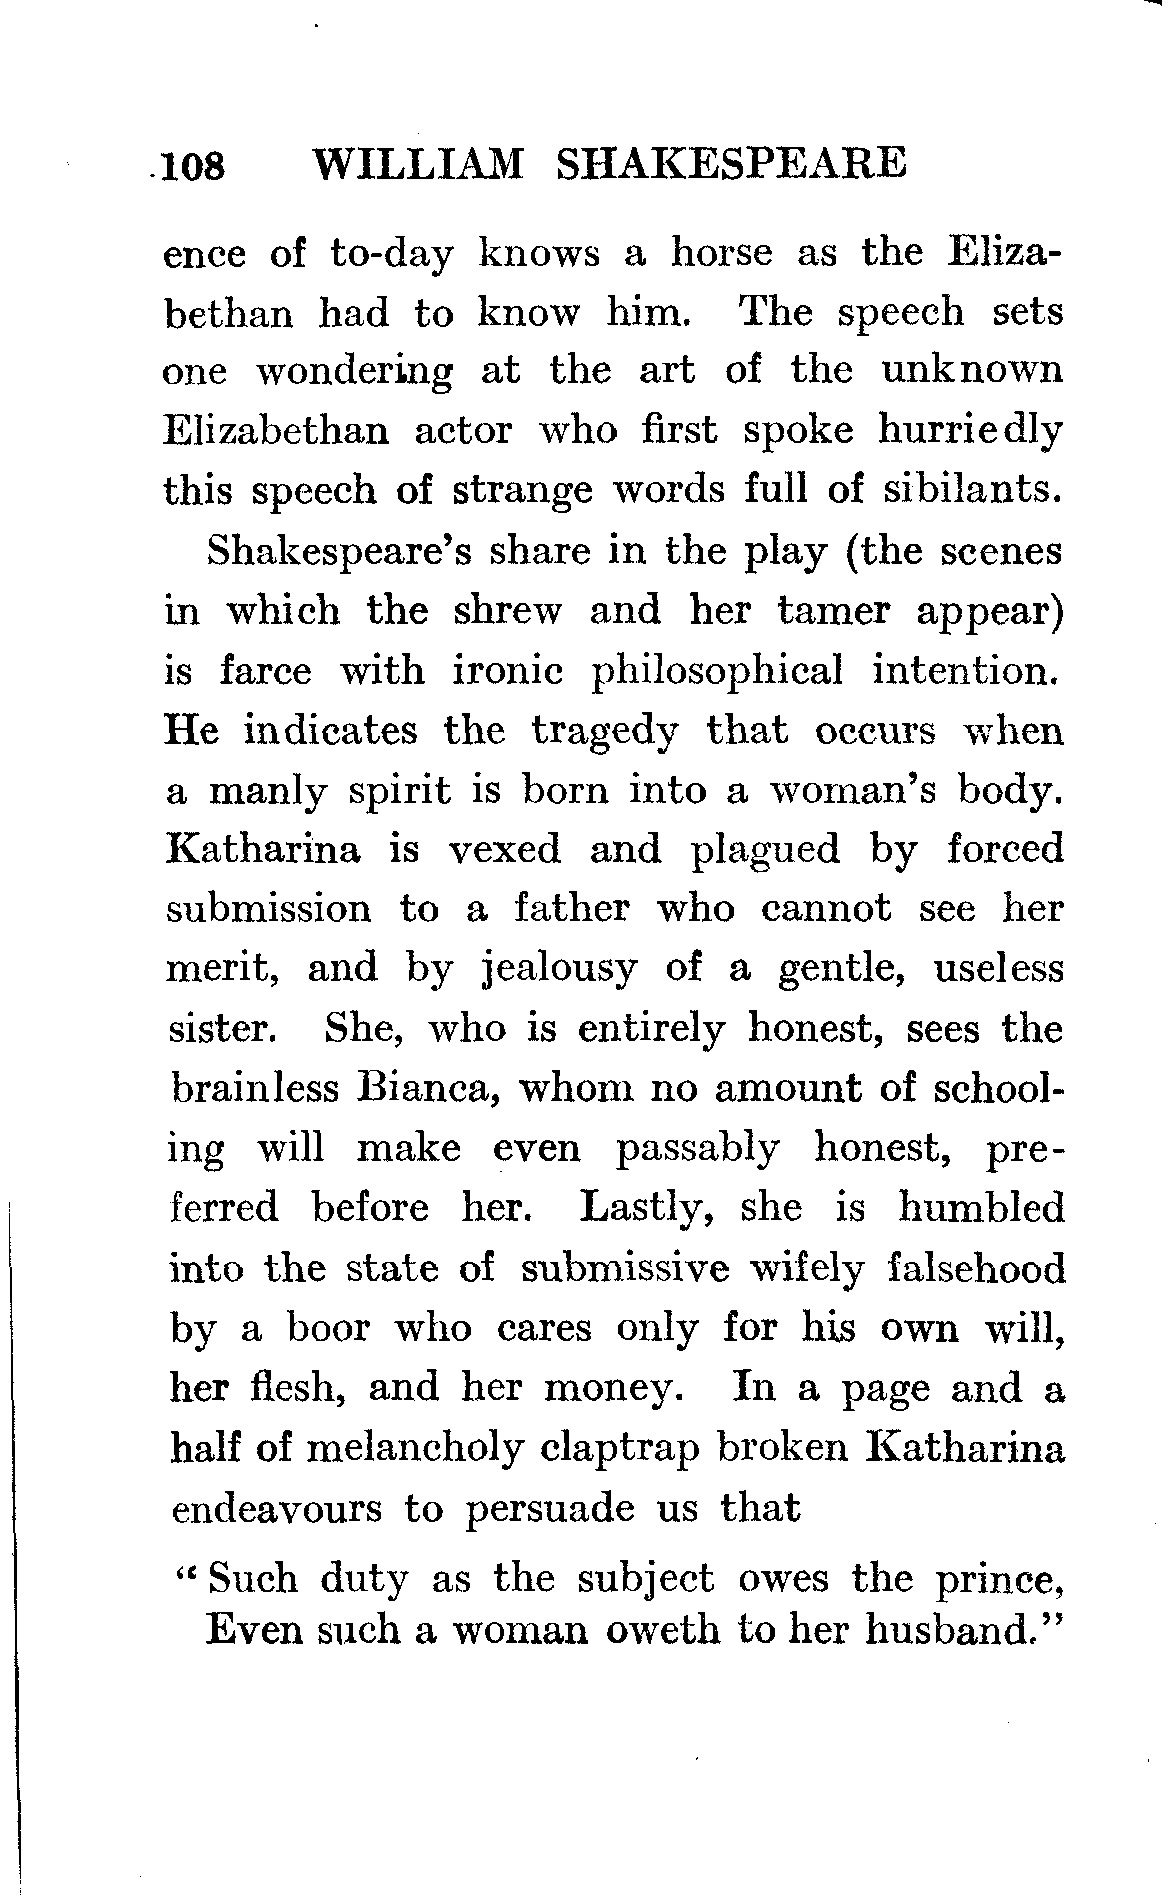 108 WILLIAM SHAKESPEARE
ence of to-day knows a horse as the Eliza-
bethan had to know him. The speech sets
one wondering at the art of the unknown
Elizabethan actor who first spoke hurriedly
this speech of strange words full of sibilants.
Shakespeare's share in the play (the scenes
in which the shrew and her tamer appear)
is farce with ironic philosophical intention.
He indicates the tragedy that occurs when
a manly spirit is born into a woman's body.
Katharina is vexed and plagued by forced
submission to a father who cannot see her
merit, and by jealousy of a gentle, useless
sister. She, who is entirely honest, sees the
brainless Bianca, whom no amount of school-
ing will make even passably honest, pre-
ferred before her. Lastly, she is humbled
into the state of submissive wifely falsehood
by a boor who cares only for his own will,
her flesh, and her money. In a page and a
half of melancholy claptrap broken Katharina
endeavours to persuade us that
“Such duty as the subject owes the prince,
Even such a woman oweth to her husband.”